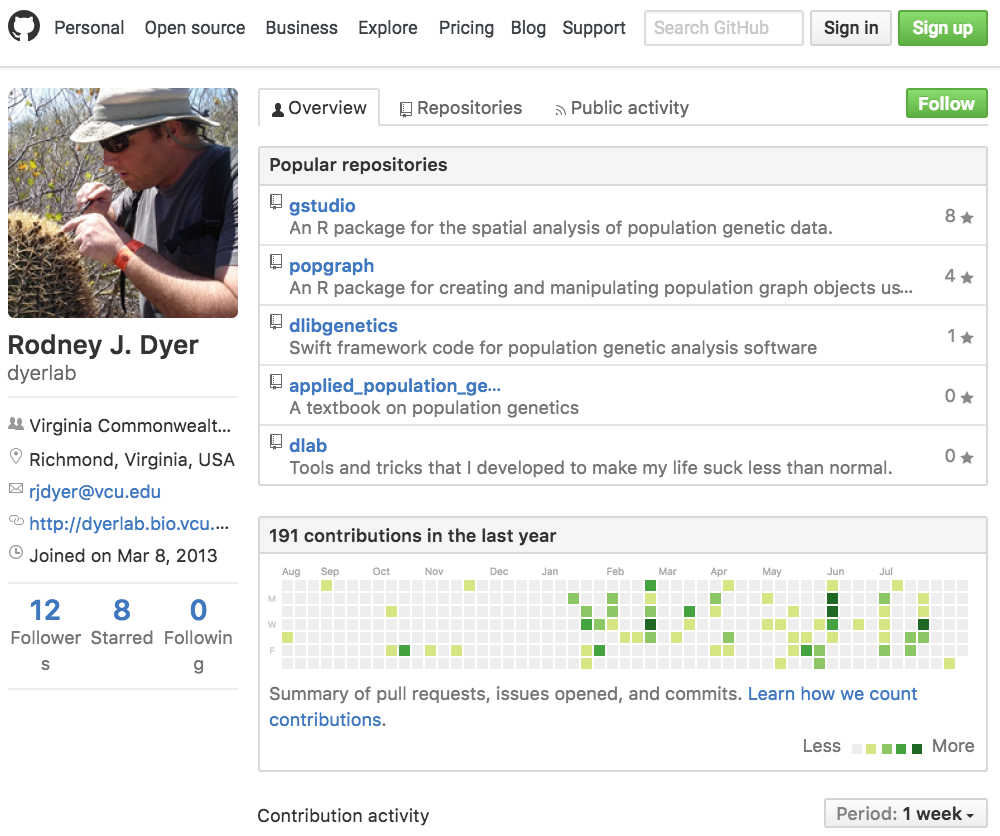 Personal Open source Business Explore Pricing Blog Support Search GitHub Sign in Sign up
Overview Repositories Public activity Follow
Rodney J. Dyer
dyerlab
Virginia Commonwealt...
Richmond, Virginia, USA
rjdyer@vcu.edu
http://dyerlab.bio.vcu....
Joined on Mar 8, 2013
12 8 0
Follower Starred Followin
s g
Popular repositories
gstudio
An R package for the spatial analysis of population genetic data.
8
popgraph
An R package for creating and manipulating population graph objects us...
4
dlibgenetics
Swift framework code for population genetic analysis software
1
applied_population_ge...
A textbook on population genetics
0
dlab
Tools and tricks that I developed to make my life suck less than normal.
0
191 contributions in the last year
Aug Sep Oct Nov Dec Jan Feb Mar Apr May Jun Jul
M
W
F
Summary of pull requests, issues opened, and commits. Learn how we count
contributions.
Less More
Contribution activity Period: 1 week